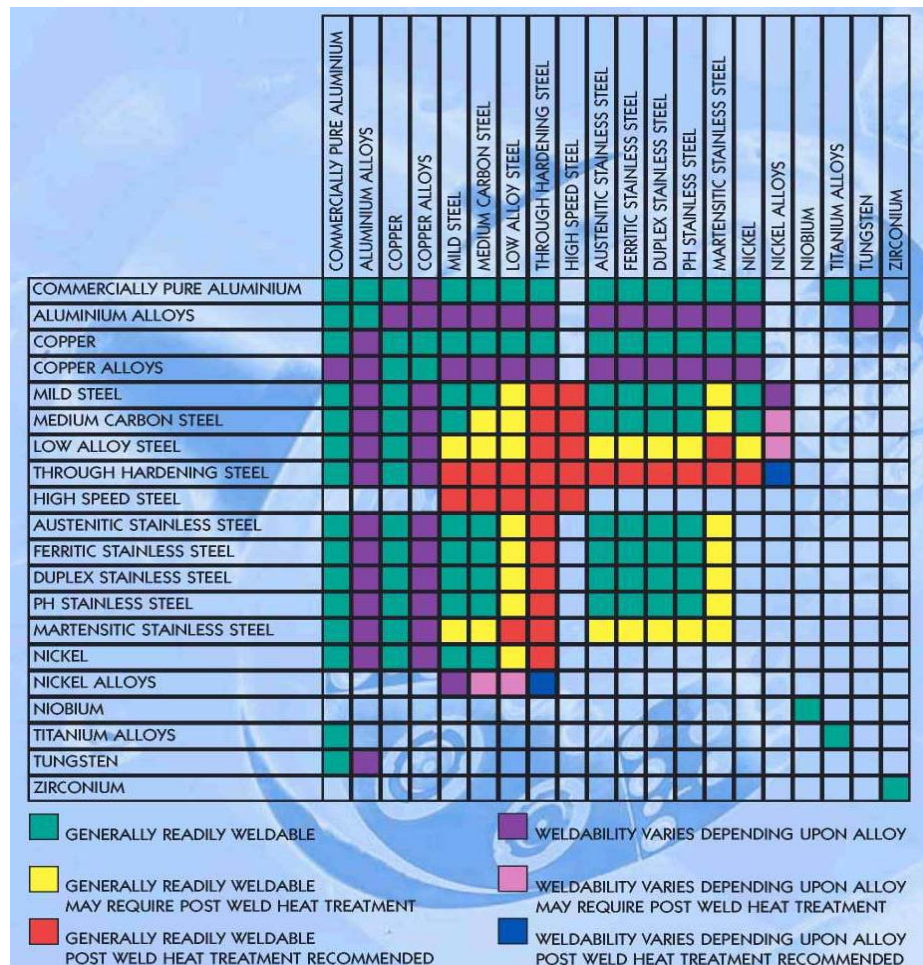 COMMERCIALLY PURE ALUMINIUM
ALUMINIUM ALLOYS
COPPER
COPPER ALLOYS
MILD STEEL
MEDIUM CARBON STEEL
LOW ALLOY STEEL
THROUGH HARDENING STEEL
HIGH SPEED STEEL
AUSTENITIC STAINLESS STEEL
FERRITIC STAINLESS STEEL
DUPLEX STAINLESS STEEL
PH STAINLESS STEEL
MARTENSITIC STAINLESS STEEL
NICKEL
NICKEL ALLOYS
NIOBIUM
TITANIUM ALLOYS
TUNGSTEN
ZIRCONIUM
COMMERCIALLY PURE ALUMINIUM
ALUMINIUM ALLOYS
COPPER
COPPER ALLOYS
MILD STEEL
MEDIUM CARBON STEEL
LOW ALLOY STEEL
THROUGH HARDENING STEEL
HIGH SPEED STEEL
AUSTENITIC STAINLESS STEEL
FERRITIC STAINLESS STEEL
DUPLEX STAINLESS STEEL
PH STAINLESS STEEL
MARTENSITIC STAINLESS STEEL
NICKEL
NICKEL ALLOYS
NIOBIUM
TITANIUM ALLOYS
TUNGSTEN
ZIRCONIUM
GENERALLY READILY WELDABLE
GENERALLY READILY WELDABLE
MAY REQUIRE POST WELD HEAT TREATMENT
GENERALLY READILY WELDABLE
POST WELD HEAT TREATMENT RECOMMENDED
WELDABILITY VARIES DEPENDING UPON ALLOY
WELDABILITY VARIES DEPENDING UPON ALLOY
MAY REQUIRE POST WELD HEAT TREATMENT
WELDABILITY VARIES DEPENDING UPON ALLOY
POST WELD HEAT TREATMENT RECOMMENDED